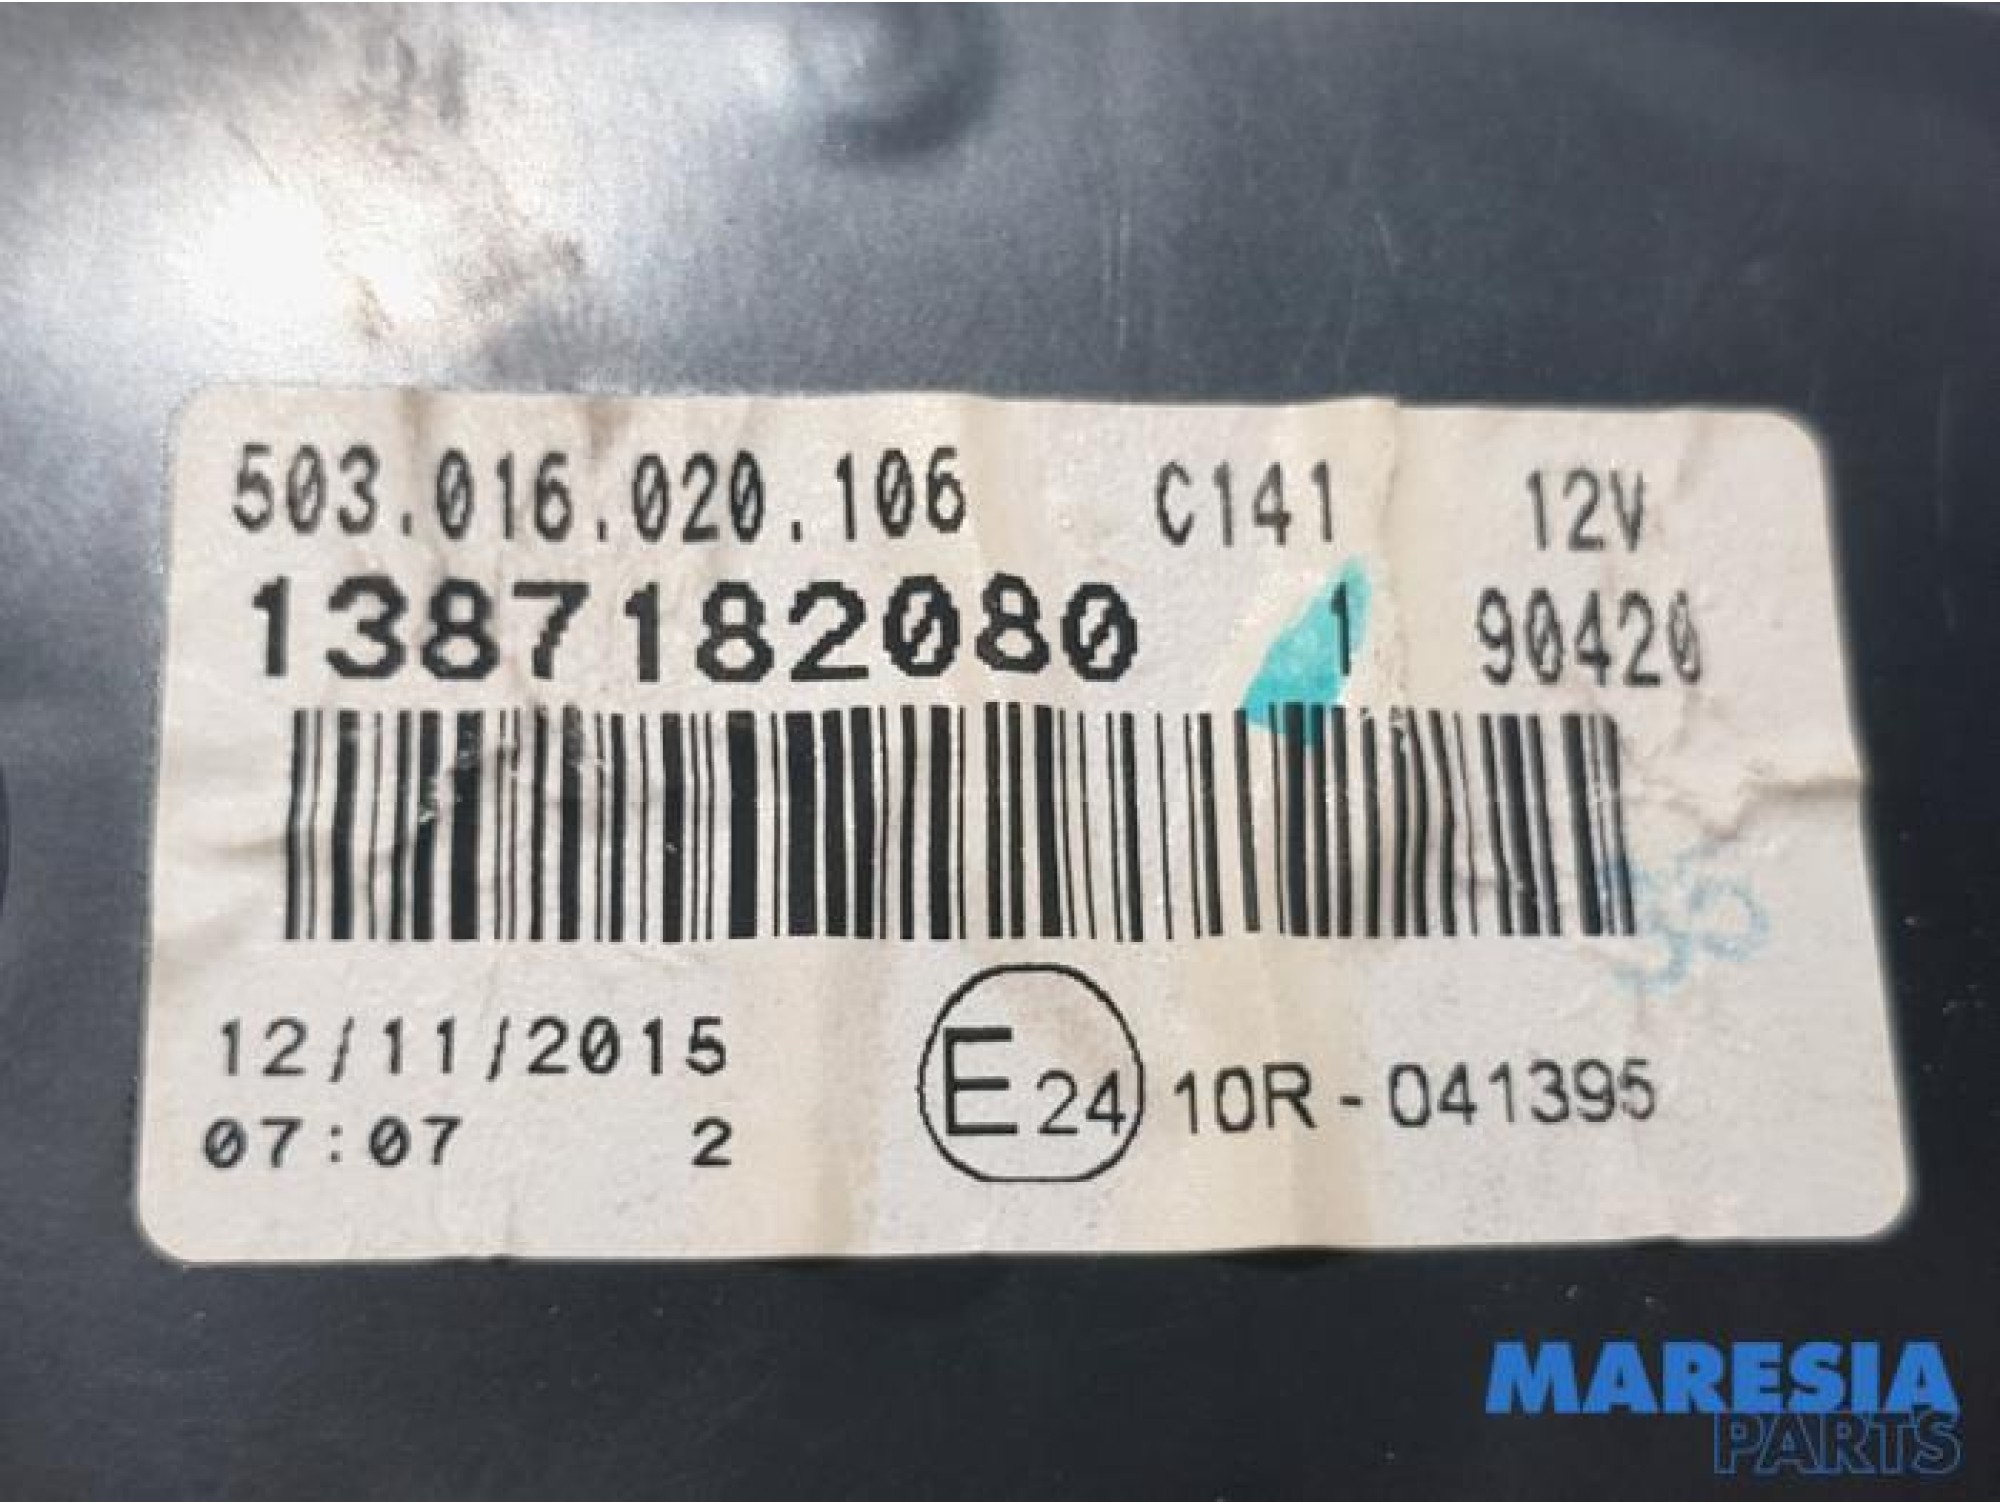 503.016.020.106 C141 12V
1387182080 1 90420
12/11/2015
07:07 2
E24 10R-041395
MARESIA
PARTS